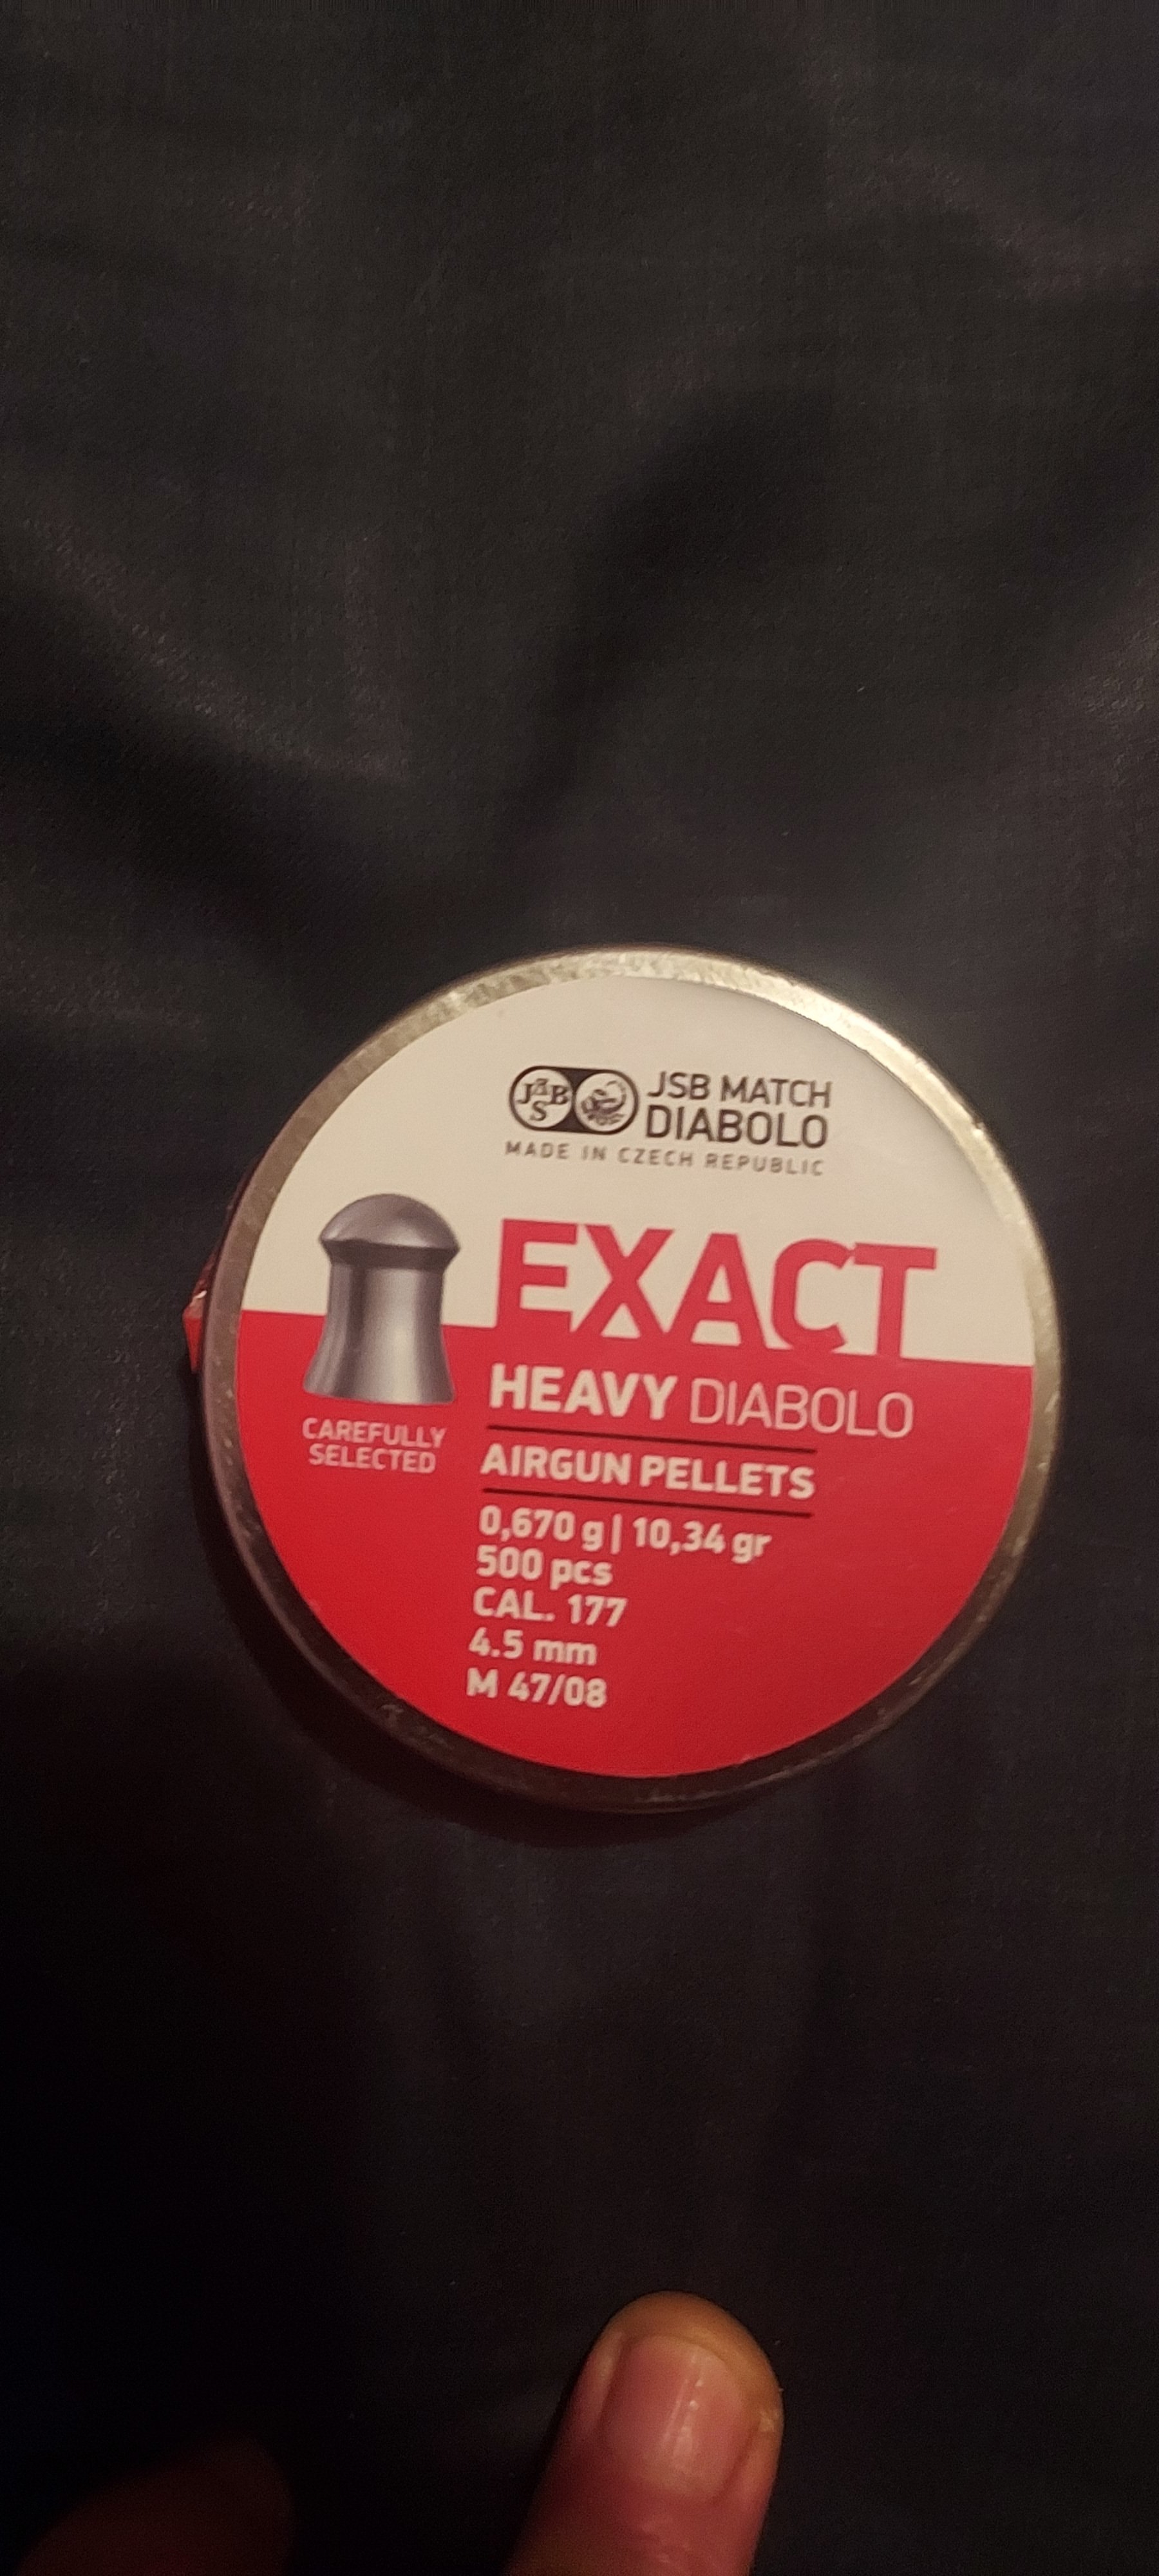 JSB
JSB MATCH
DIABOLO
MADE IN CZECH REPUBLIC
EXACT
HEAVY DIABOLO
CAREFULLY
SELECTED
AIRGUN PELLETS
0,670 g | 10,34 gr
500 pcs
CAL. 177
4.5 mm
M 47/08